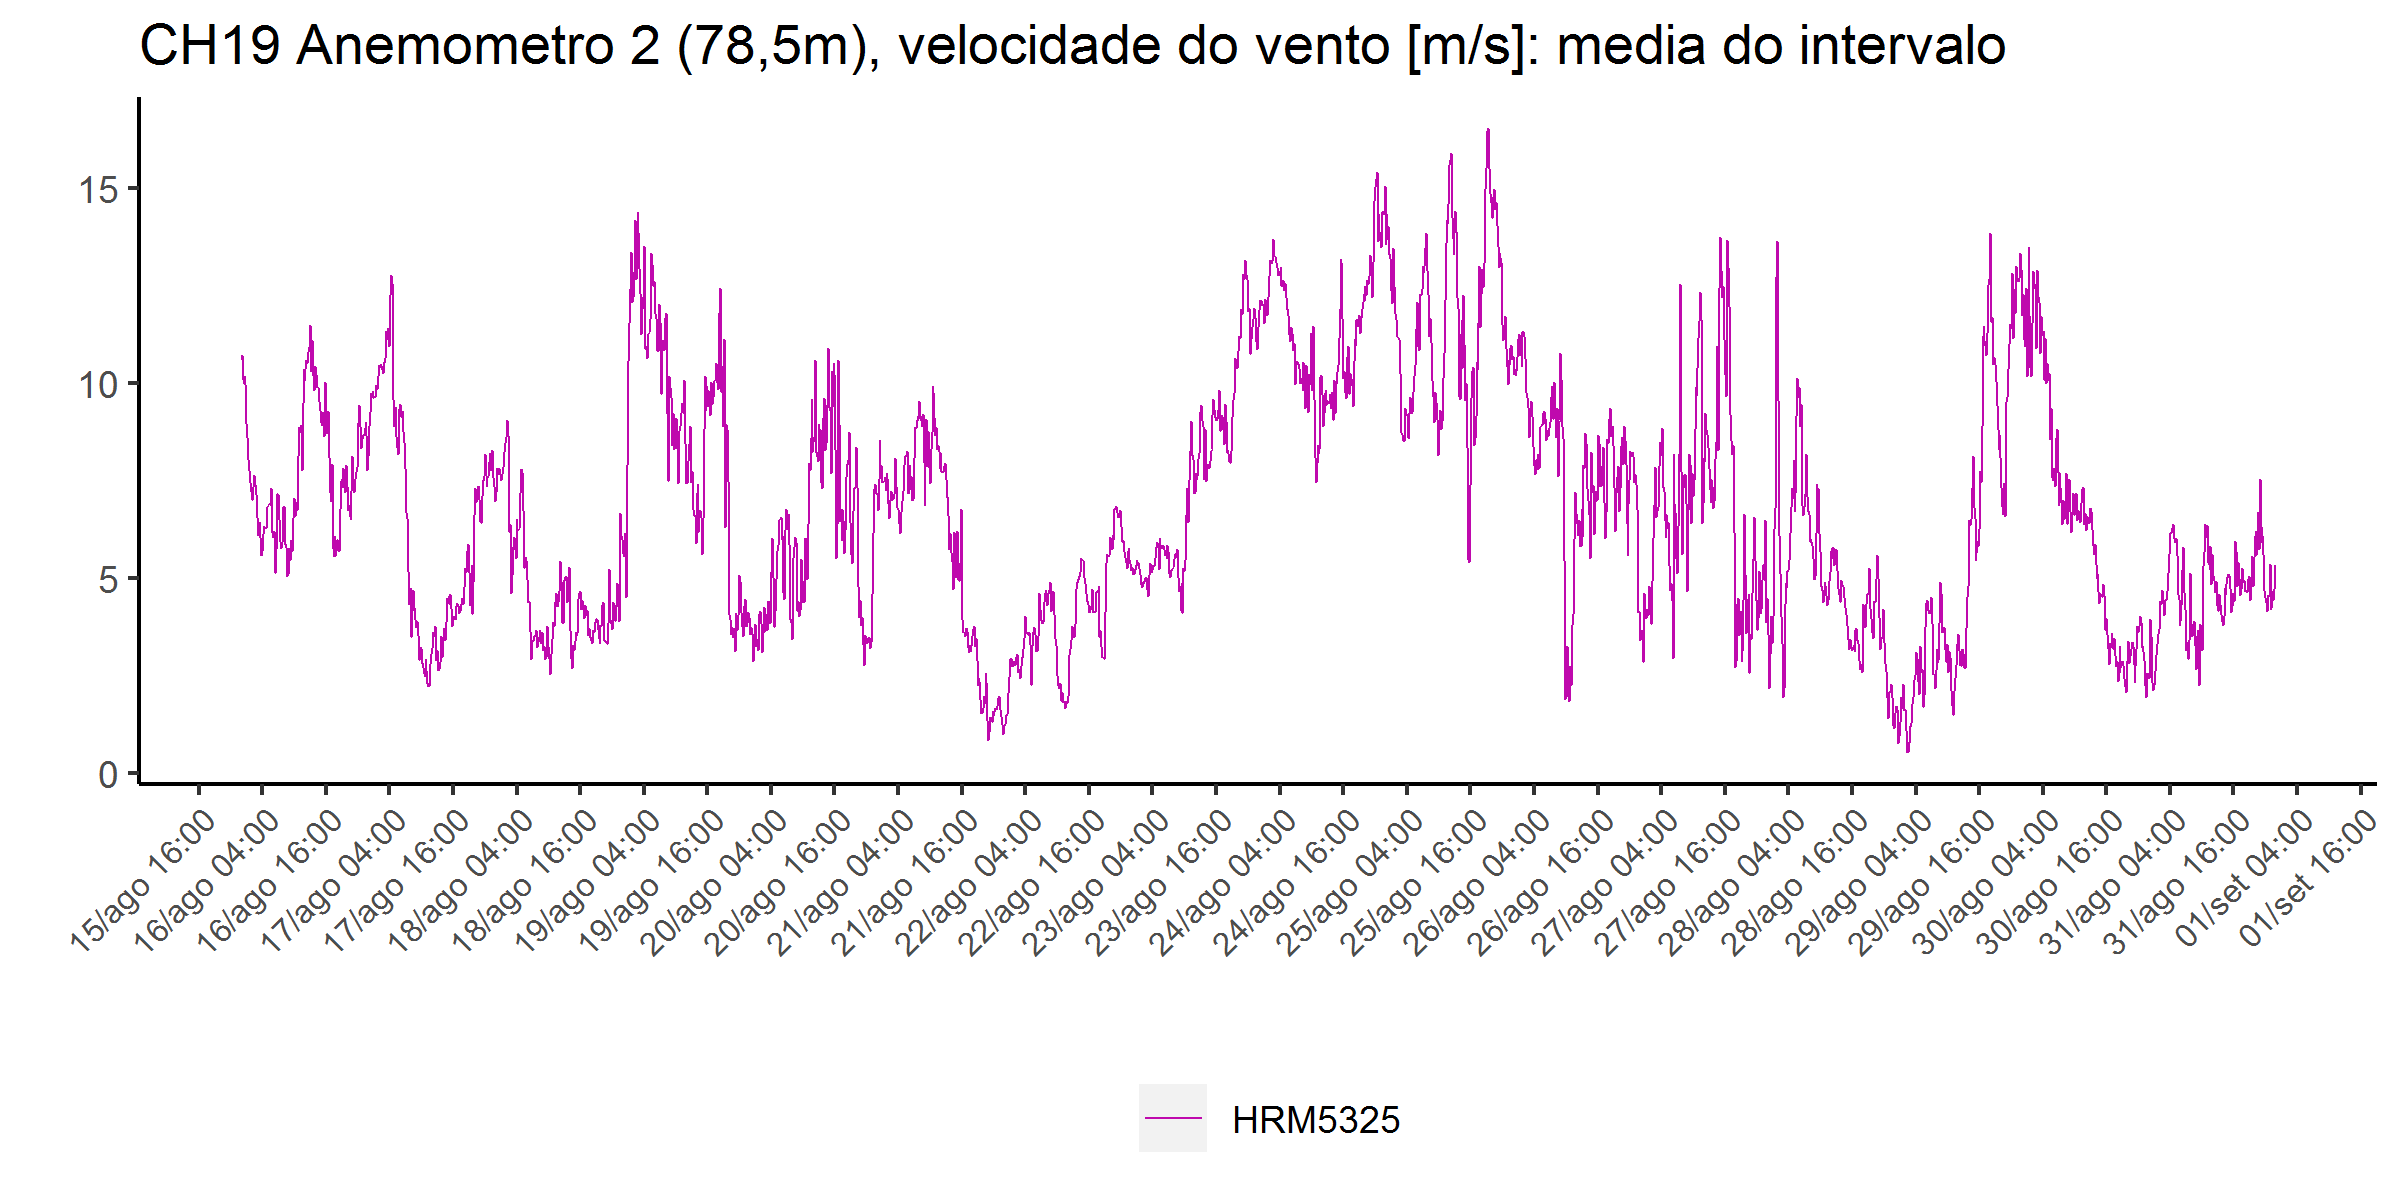 CH19 Anemometro 2 (78,5m), velocidade do vento [m/s]: media do intervalo
15
10
5
0
15/ago 16:00
16/ago 04:00
16/ago 16:00
17/ago 04:00
17/ago 16:00
18/ago 04:00
18/ago 16:00
19/ago 04:00
19/ago 16:00
20/ago 04:00
20/ago 16:00
21/ago 04:00
21/ago 16:00
22/ago 04:00
22/ago 16:00
23/ago 04:00
23/ago 16:00
24/ago 04:00
24/ago 16:00
25/ago 04:00
25/ago 16:00
26/ago 04:00
26/ago 16:00
27/ago 04:00
27/ago 16:00
28/ago 04:00
28/ago 16:00
29/ago 04:00
29/ago 16:00
30/ago 04:00
30/ago 16:00
31/ago 04:00
31/ago 16:00
01/set 04:00
01/set 16:00
HRM5325